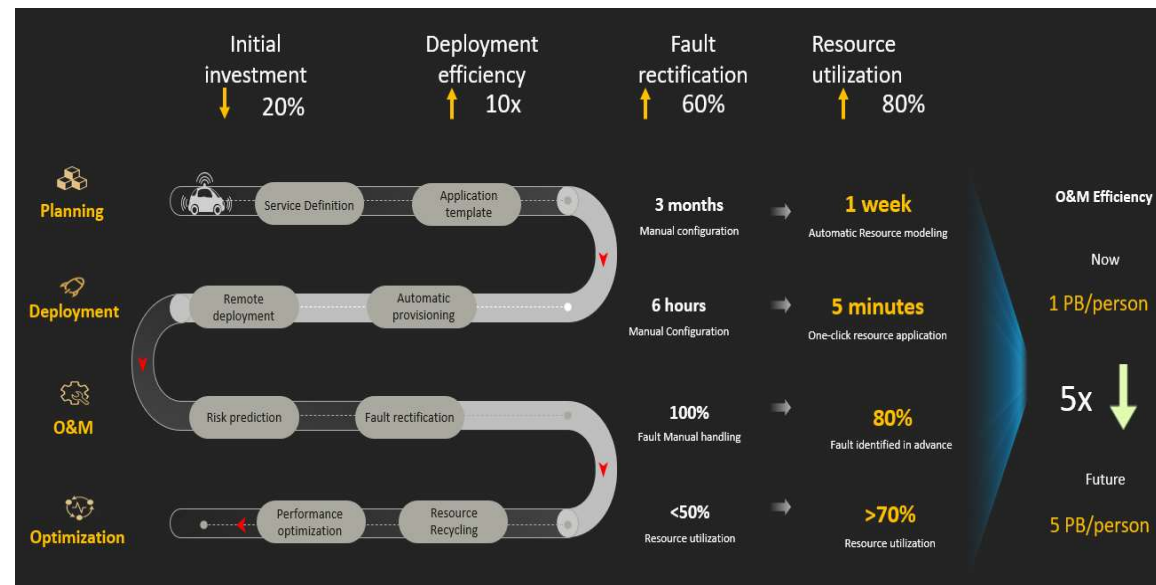 Initial
investment
20%
Deployment
efficiency
10x
Fault
rectification
60%
Resource
utilization
80%
Planning
Service Definition
Application
template
3 months
Manual configuration
1 week
Automatic Resource modeling
Deployment
Remote
deployment
Automatic
provisioning
6 hours
Manual Configuration
5 minutes
One-click resource application
O&M
Risk prediction
Fault rectification
100%
Fault Manual handling
80%
Fault identified in advance
Optimization
Performance
optimization
Resource
Recycling
<50%
Resource utilization
>70%
Resource utilization
O&M Efficiency
Now
1 PB/person
5x
Future
5 PB/person